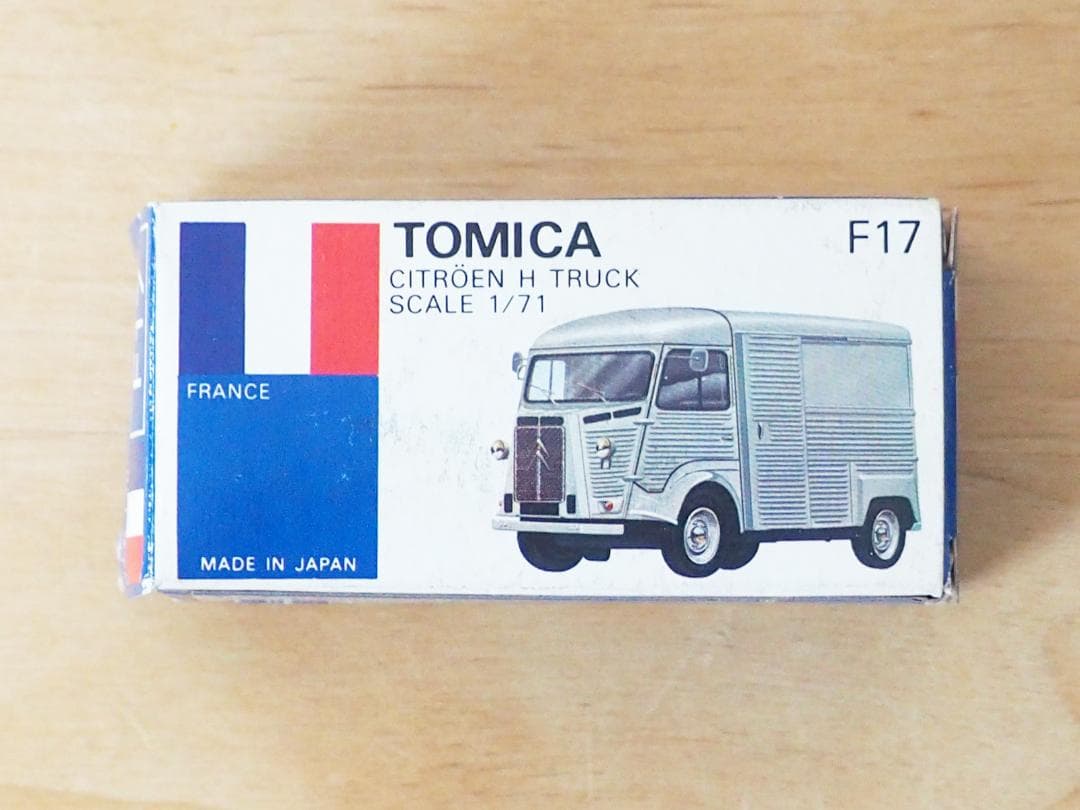 TOMICA
F17
CITRÖEN H TRUCK
SCALE 1/71
FRANCE
MADE IN JAPAN